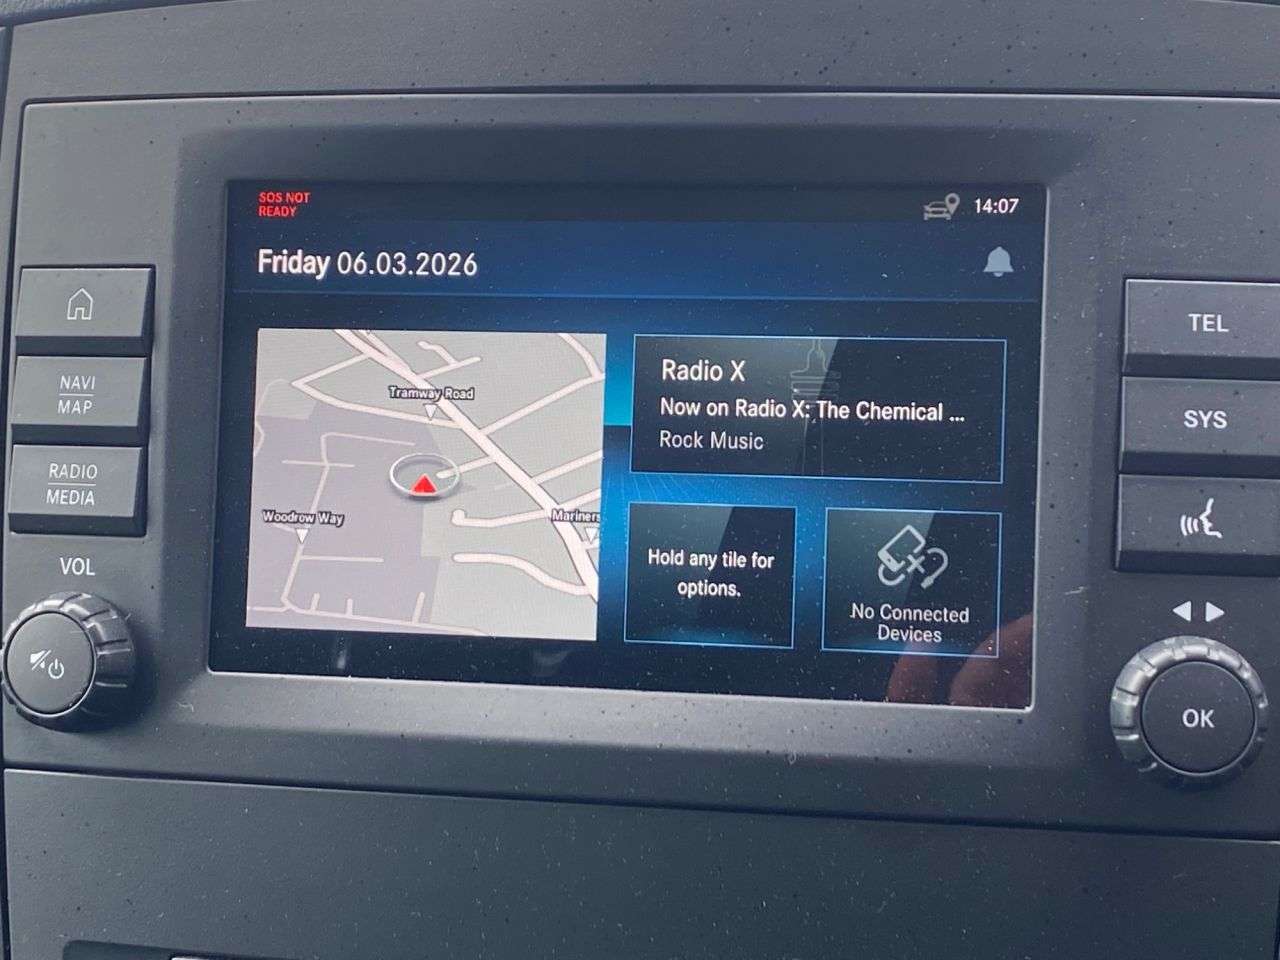 SOS NOT
READY
14:07
Friday 06.03.2026
NAVI
MAP
RADIO
MEDIA
VOL
Tramway Road
Woodrow Way
Mariners
Radio X
Now on Radio X: The Chemical ...
Rock Music
Hold any tile for
options.
No Connected
Devices
TEL
SYS
OK